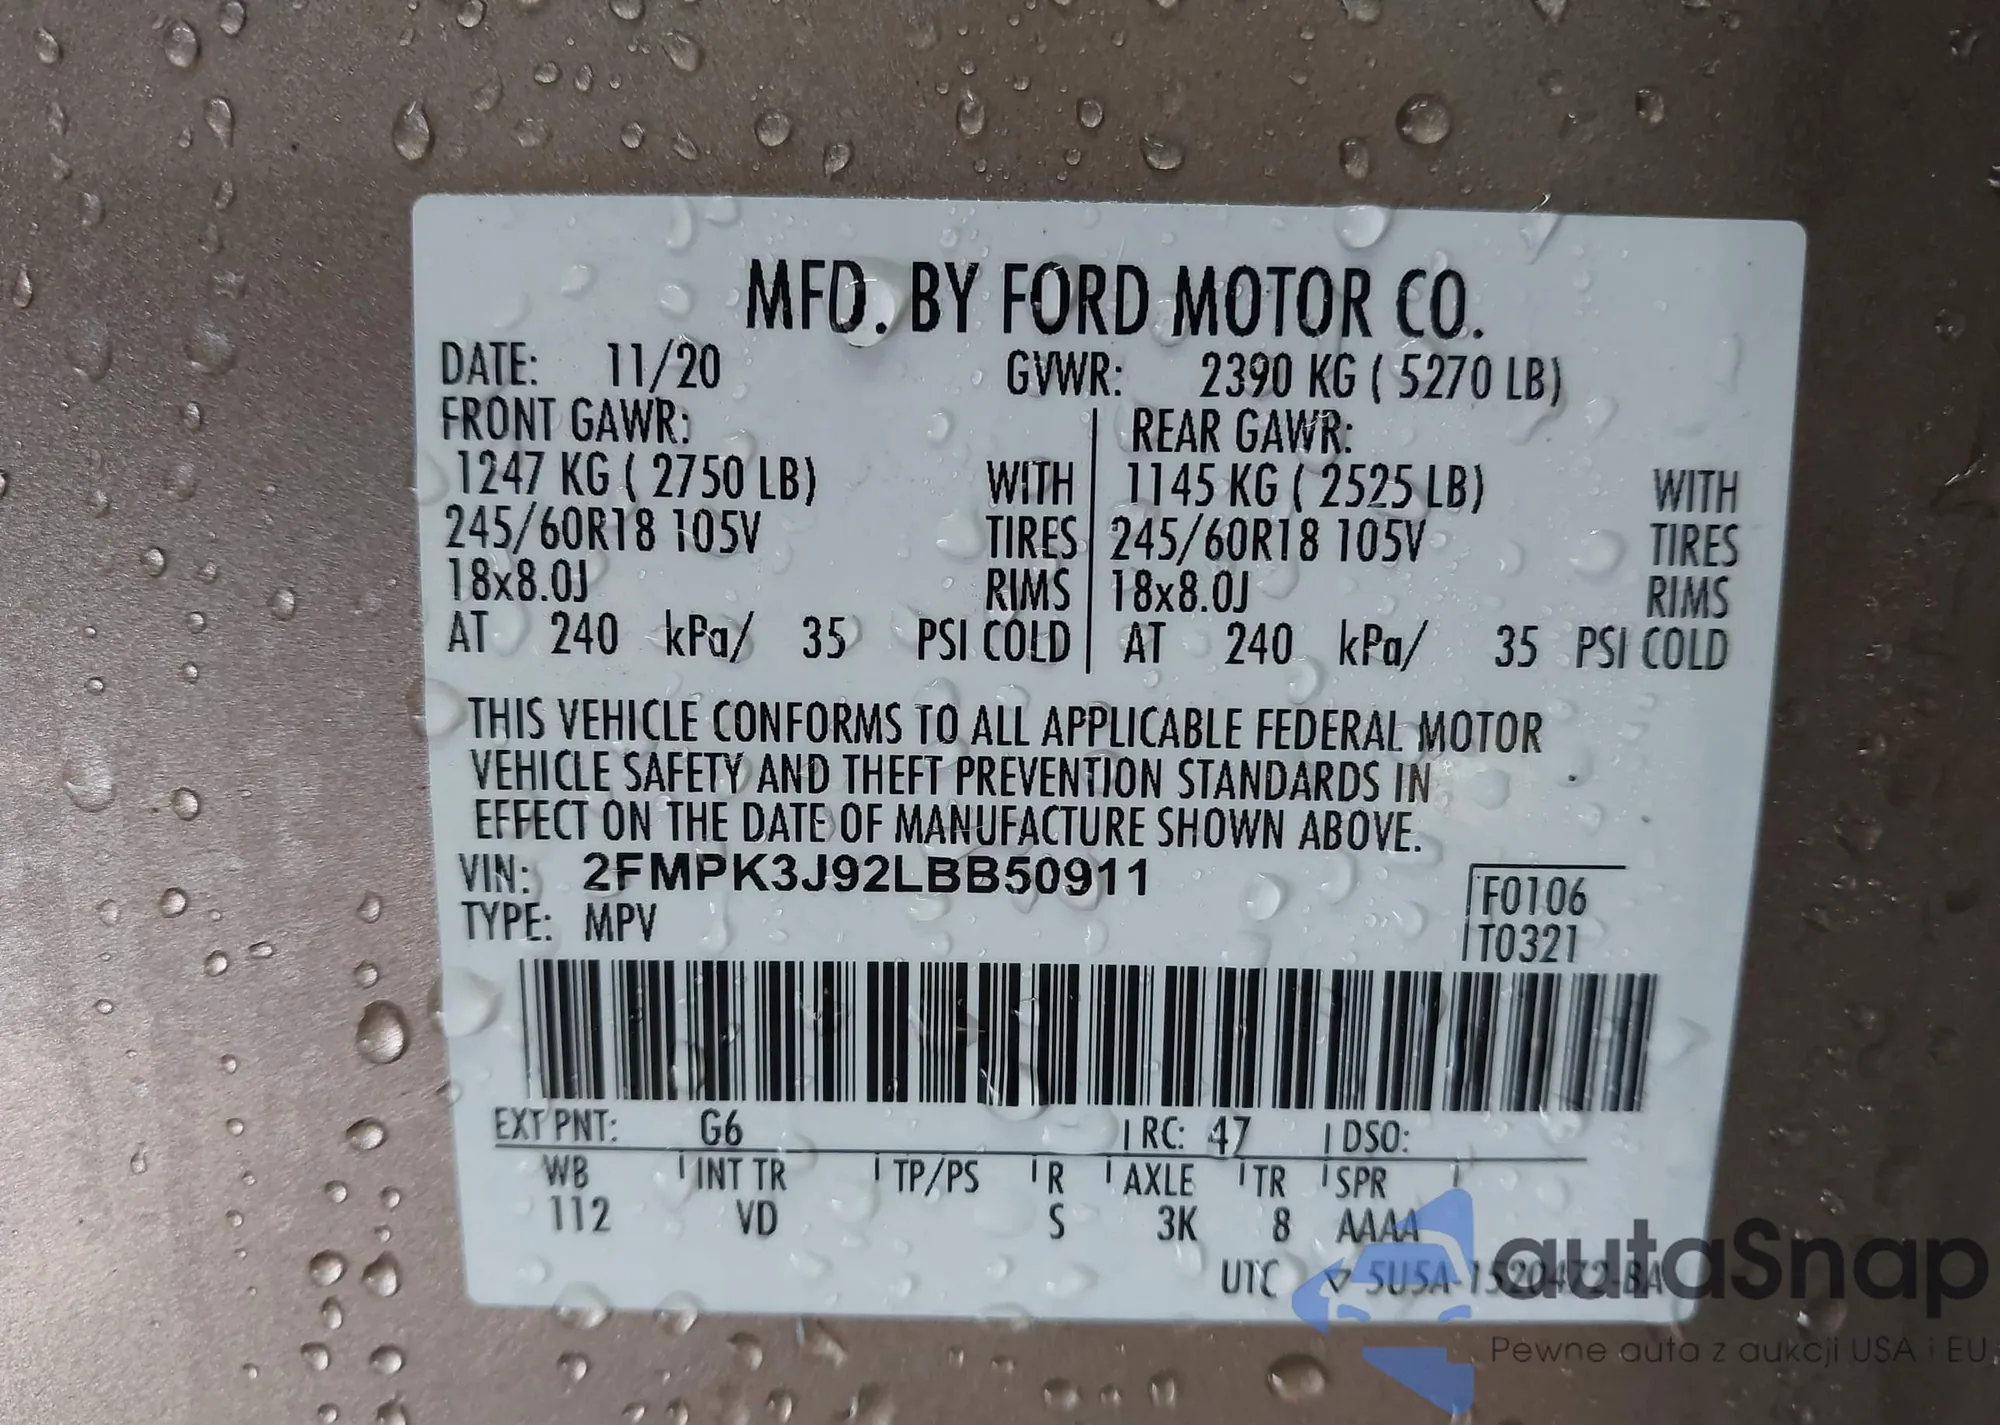 MFD. BY FORD MOTOR CO.
DATE: 11/20 GVWR: 2390 KG ( 5270 LB)
FRONT GAWR: REAR GAWR:
1247 KG ( 2750 LB) WITH 1145 KG ( 2525 LB) WITH
245/60R18 105V TIRES 245/60R18 105V TIRES
18x8.0J RIMS 18x8.0J RIMS
AT 240 kPa/ 35 PSI COLD AT 240 kPa/ 35 PSI COLD
THIS VEHICLE CONFORMS TO ALL APPLICABLE FEDERAL MOTOR
VEHICLE SAFETY AND THEFT PREVENTION STANDARDS IN
EFFECT ON THE DATE OF MANUFACTURE SHOWN ABOVE.
VIN: 2FMPK3J92LBB50911
TYPE: MPV
F0106
T0321
EXT PNT: G6 RC: 47 DSO:
WB INT TR TP/PS R AXLE TR SPR
112 VD S 3K 8 AAAA
UTC 5U5A-1520472-BA
autaSnap
Pewne auta z aukcji USA i EU